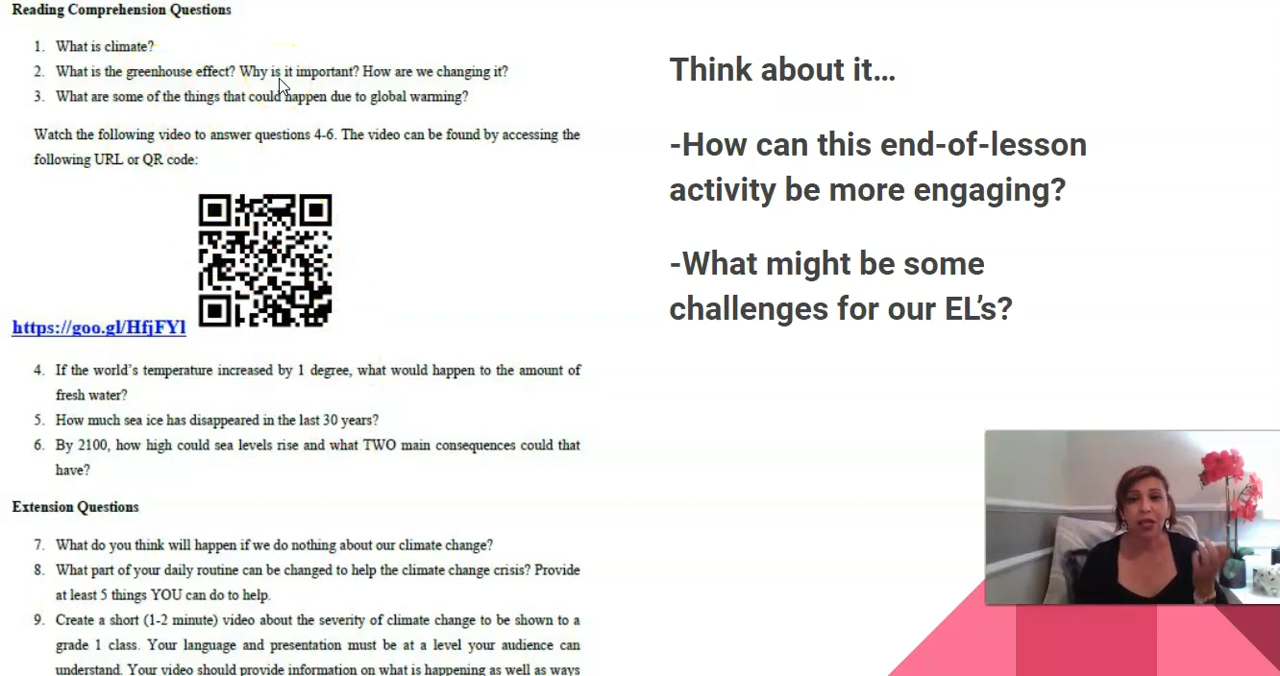 Reading Comprehension Questions
1. What is climate?
2. What is the greenhouse effect? Why is it important? How are we changing it?
3. What are some of the things that could happen due to global warming?
Watch the following video to answer questions 4-6. The video can be found by accessing the
following URL or QR code:
https://goo.gl/HfjFYl
4. If the world's temperature increased by 1 degree, what would happen to the amount of
fresh water?
5. How much sea ice has disappeared in the last 30 years?
6. By 2100, how high could sea levels rise and what TWO main consequences could that
have?
Extension Questions
7. What do you think will happen if we do nothing about our climate change?
8. What part of your daily routine can be changed to help the climate change crisis? Provide
at least 5 things YOU can do to help.
9. Create a short (1-2 minute) video about the severity of climate change to be shown to a
grade 1 class. Your language and presentation must be at a level your audience can
understand. Your video should provide information on what is happening as well as ways
Think about it…
-How can this end-of-lesson
activity be more engaging?
-What might be some
challenges for our EL's?